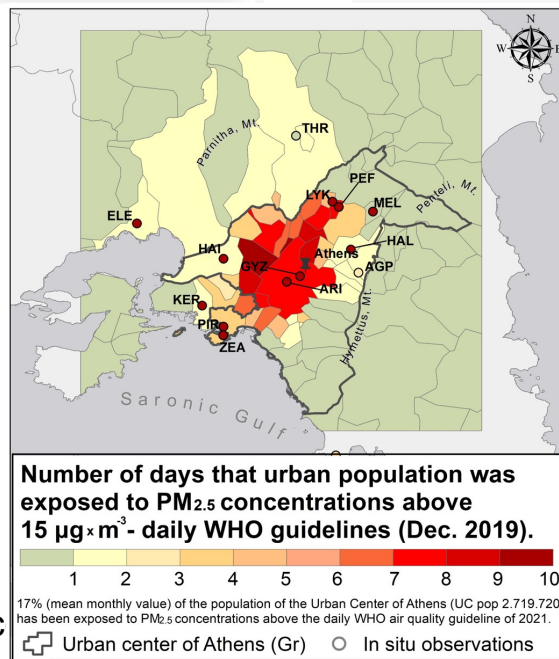 N
W
S
Parnitha, Mt.
THR
PEF
LYK
MEL
Penteli, Mt.
ELE
HAL
HAI
Athens
GYZ
AGP
ARI
KER
Hymettus, Mt.
PIR
ZEA
Saronic Gulf
Number of days that urban population was
exposed to PM2.5 concentrations above
15 µg×m-3- daily WHO guidelines (Dec. 2019).
1 2 3 4 5 6 7 8 9 10
17% (mean monthly value) of the population of the Urban Center of Athens (UC pop 2.719.720
has been exposed to PM2.5 concentrations above the daily WHO air quality guideline of 2021.
Urban center of Athens (Gr) In situ observations